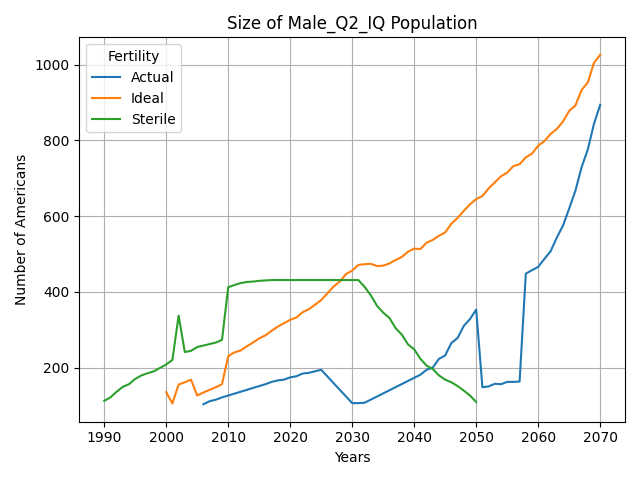 Size of Male_Q2_IQ Population
Fertility
Actual
Ideal
Sterile
Number of Americans
1000
800
600
400
200
1990 2000 2010 2020 2030 2040 2050 2060 2070
Years